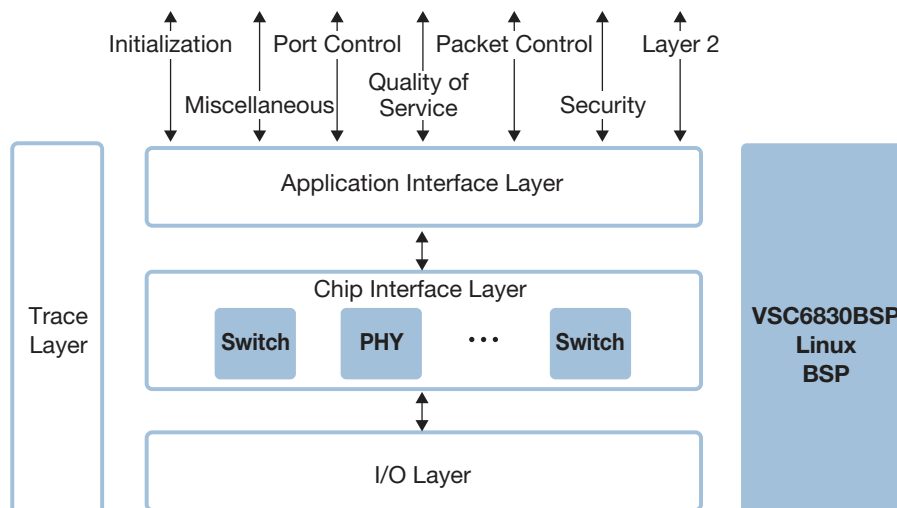 Initialization
Port Control
Packet Control
Layer 2
Miscellaneous
Quality of
Service
Security
Application Interface Layer
Chip Interface Layer
Switch
PHY
...
Switch
I/O Layer
Trace
Layer
VSC6830BSP
Linux
BSP